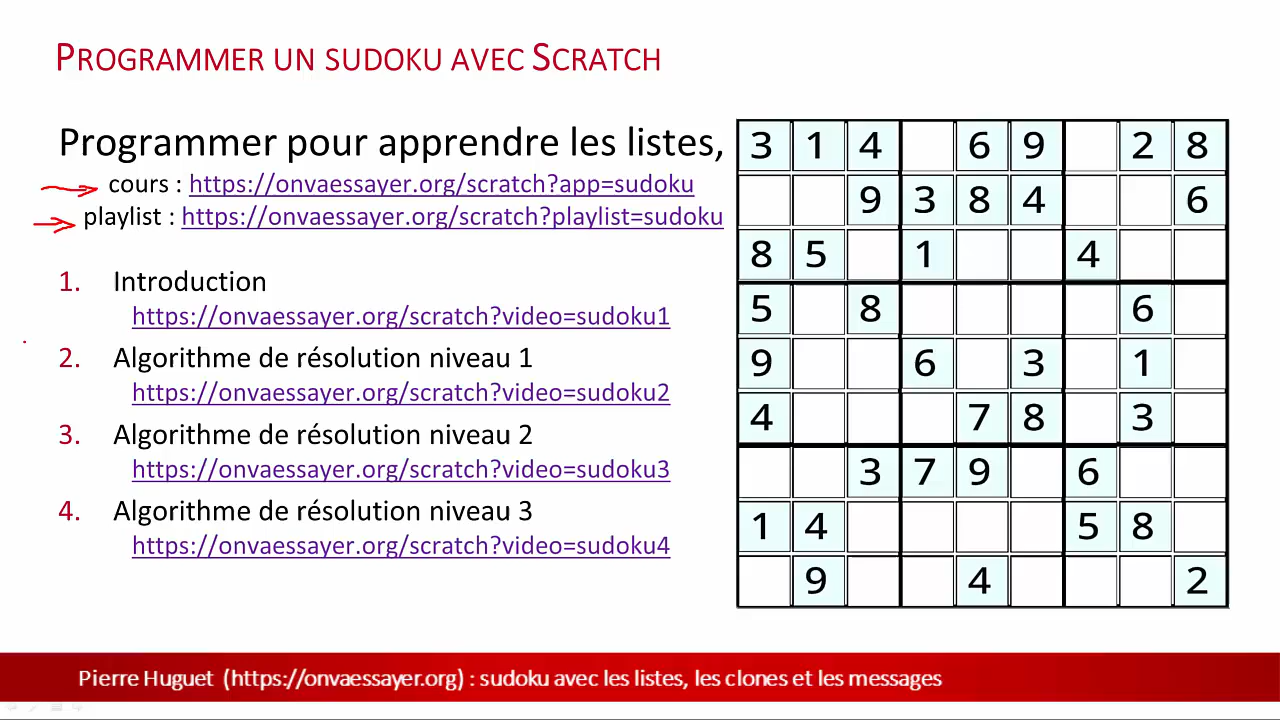 PROGRAMMER UN SUDOKU AVEC SCRATCH
Programmer pour apprendre les listes,
cours : https://onvaessayer.org/scratch?app=sudoku
playlist : https://onvaessayer.org/scratch?playlist=sudoku
1. Introduction
https://onvaessayer.org/scratch?video=sudoku1
2. Algorithme de résolution niveau 1
https://onvaessayer.org/scratch?video=sudoku2
3. Algorithme de résolution niveau 2
https://onvaessayer.org/scratch?video=sudoku3
4. Algorithme de résolution niveau 3
https://onvaessayer.org/scratch?video=sudoku4
3 1 4 6 9 2 8
9 3 8 4 6
8 5 1 4
5 8 6
9 6 3 1
4 7 8 3
3 7 9 6
1 4 5 8
9 4 2
Pierre Huguet (https://onvaessayer.org) : sudoku avec les listes, les clones et les messages